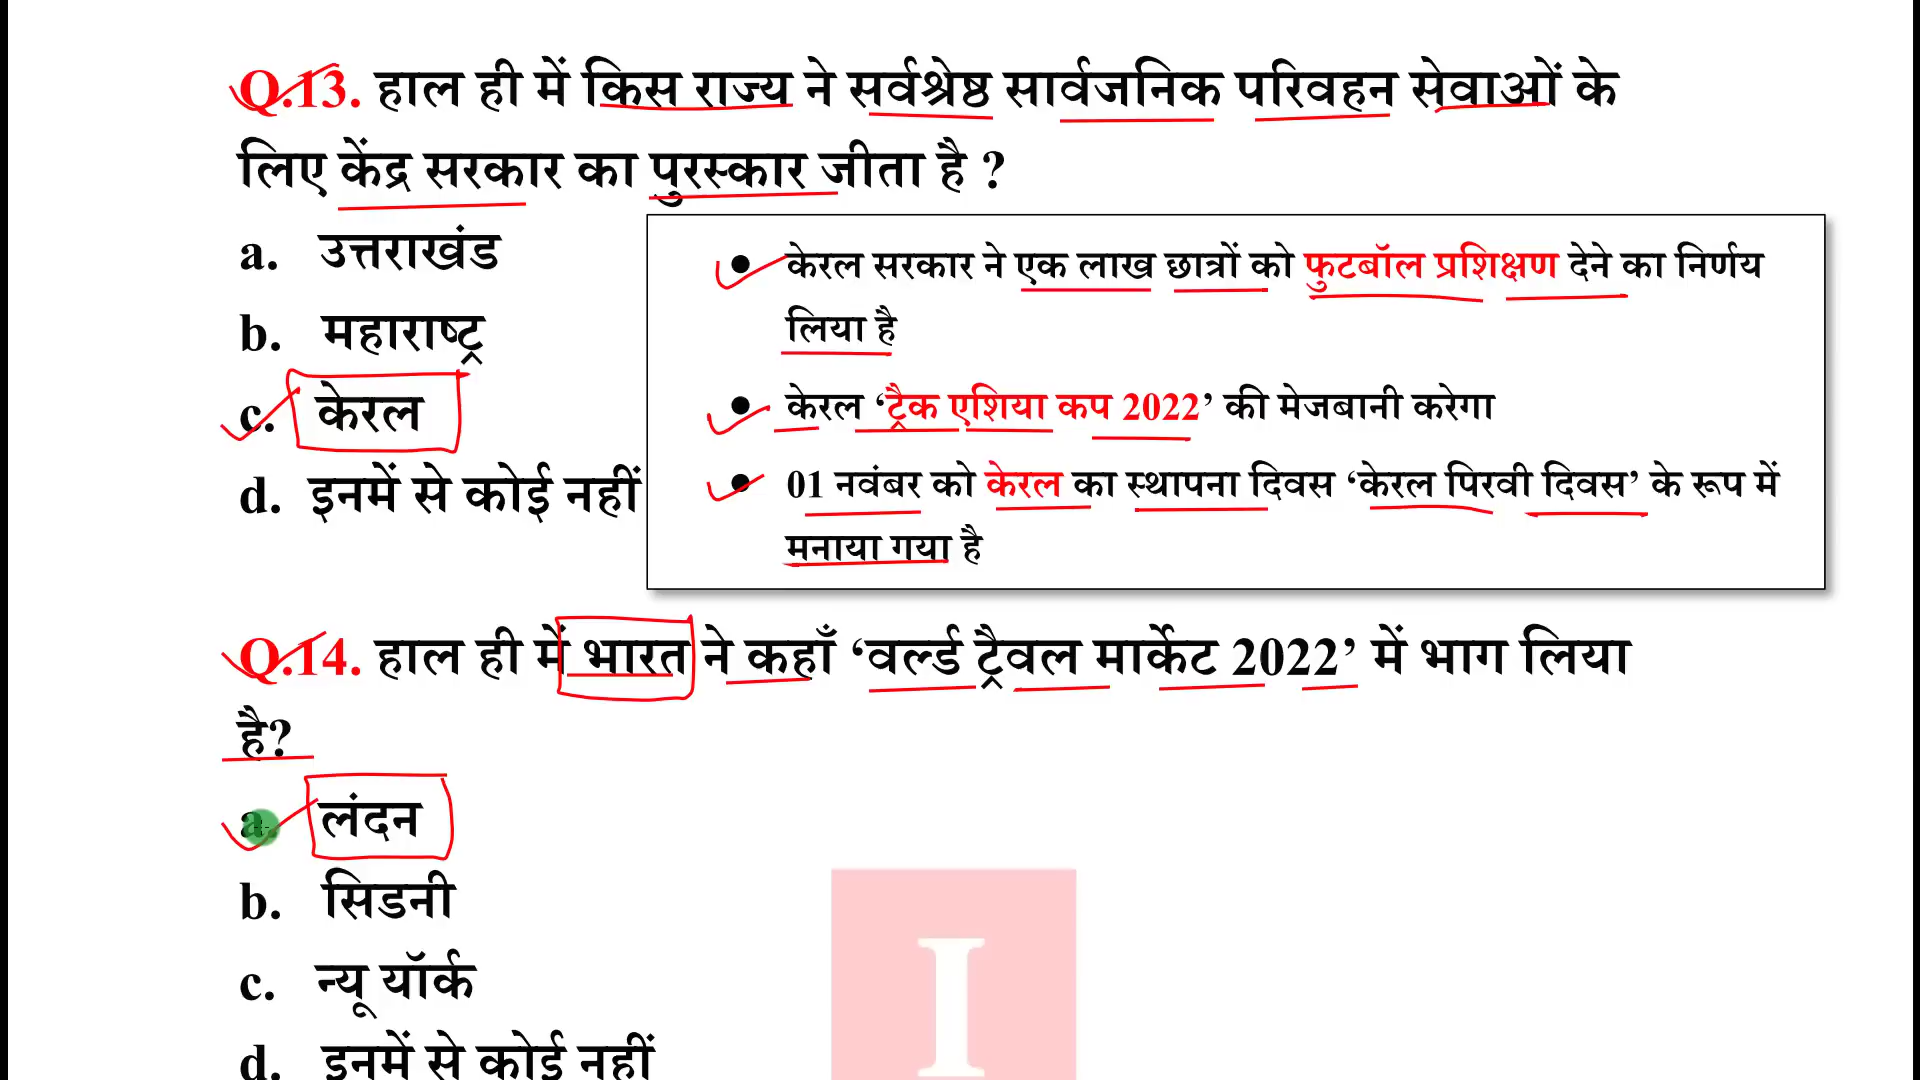 Q.13. हाल ही में किस राज्य ने सर्वश्रेष्ठ सार्वजनिक परिवहन सेवाओं के
लिए केंद्र सरकार का पुरस्कार जीता है ?
a. उत्तराखंड
b. महाराष्ट्र
c. केरल
d. इनमें से कोई नहीं
● केरल सरकार ने एक लाख छात्रों को फुटबॉल प्रशिक्षण देने का निर्णय
लिया है
● केरल ‘ट्रैक एशिया कप 2022’ की मेजबानी करेगा
● 01 नवंबर को केरल का स्थापना दिवस ‘केरल पिरवी दिवस’ के रूप में
मनाया गया है
Q.14. हाल ही में भारत ने कहाँ ‘वर्ल्ड ट्रैवल मार्केट 2022’ में भाग लिया
है?
a. लंदन
b. सिडनी
c. न्यू यॉर्क
d. इनमें से कोई नहीं
I